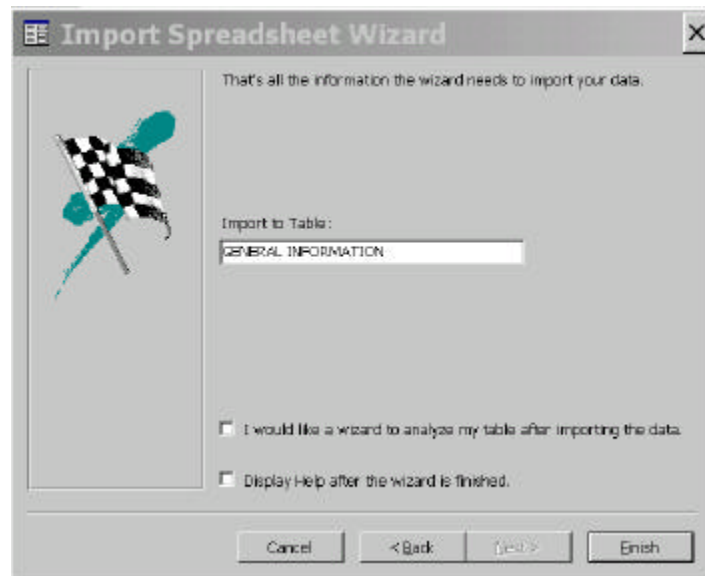 Import Spreadsheet Wizard
That's all the information the wizard needs to import your data.
Import to Table:
GENERAL INFORMATION
I would like a wizard to analyze my table after importing the data.
Display Help after the wizard is finished.
Cancel
< Back
Next >
Finish